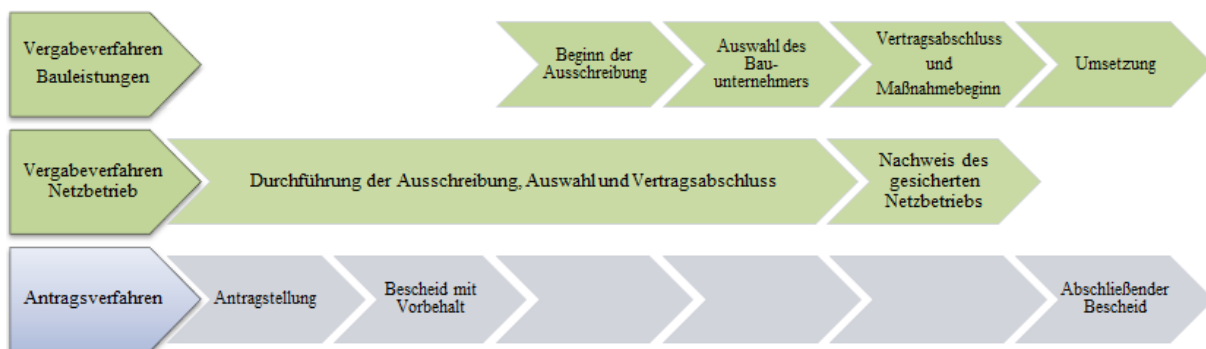 Vergabeverfahren
Bauleistungen
Beginn der
Ausschreibung
Auswahl des
Bau-
unternehmers
Vertragsabschluss
und
Maßnahmebeginn
Umsetzung
Vergabeverfahren
Netzbetrieb
Durchführung der Ausschreibung, Auswahl und Vertragsabschluss
Nachweis des
gesicherten
Netzbetriebs
Antragsverfahren
Antragstellung
Bescheid mit
Vorbehalt
Abschließender
Bescheid